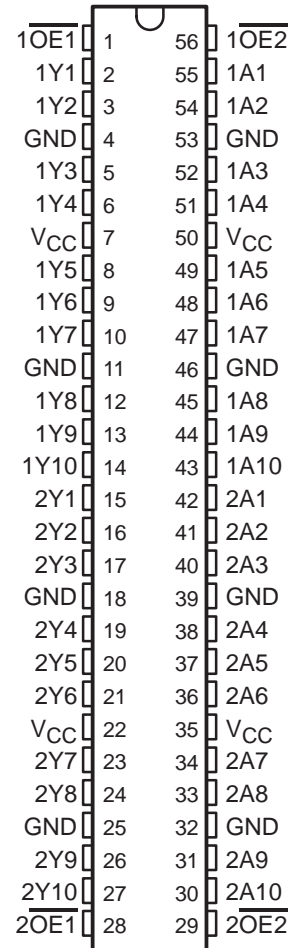 1OE1 1 56 1OE2
1Y1 2 55 1A1
1Y2 3 54 1A2
GND 4 53 GND
1Y3 5 52 1A3
1Y4 6 51 1A4
VCC 7 50 VCC
1Y5 8 49 1A5
1Y6 9 48 1A6
1Y7 10 47 1A7
GND 11 46 GND
1Y8 12 45 1A8
1Y9 13 44 1A9
1Y10 14 43 1A10
2Y1 15 42 2A1
2Y2 16 41 2A2
2Y3 17 40 2A3
GND 18 39 GND
2Y4 19 38 2A4
2Y5 20 37 2A5
2Y6 21 36 2A6
VCC 22 35 VCC
2Y7 23 34 2A7
2Y8 24 33 2A8
GND 25 32 GND
2Y9 26 31 2A9
2Y10 27 30 2A10
2OE1 28 29 2OE2